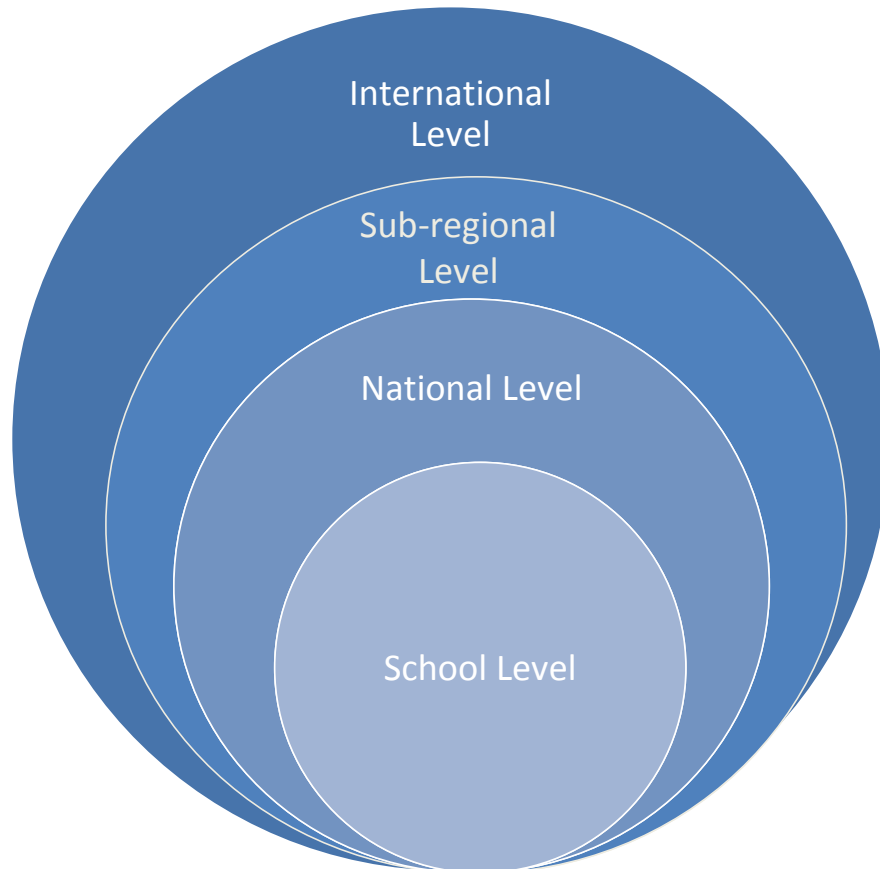 International
Level
Sub-regional
Level
National Level
School Level